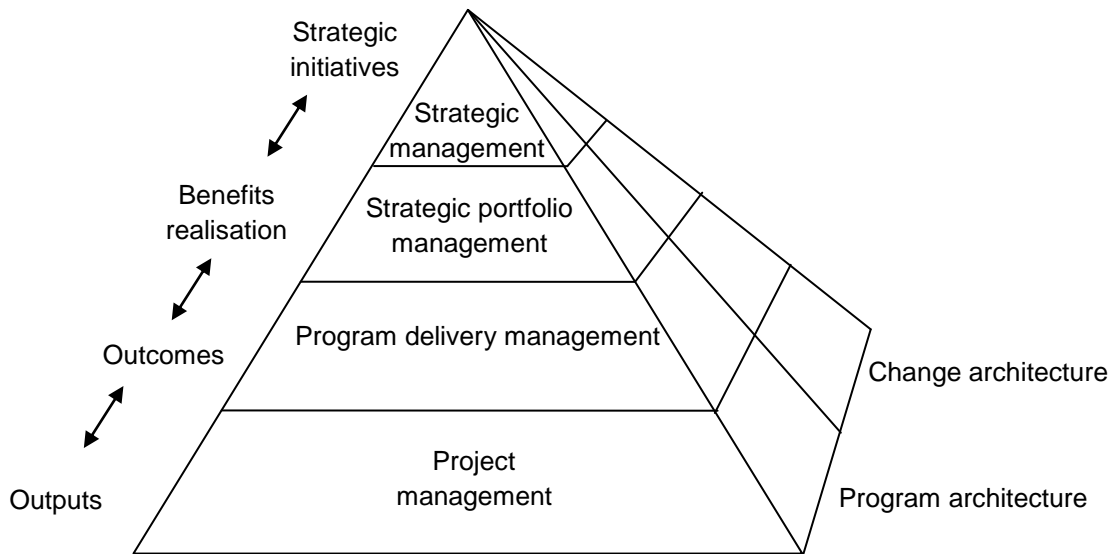 Strategic
initiatives
Strategic
management
Benefits
realisation
Strategic portfolio
management
Outcomes
Program delivery management
Change architecture
Outputs
Project
management
Program architecture